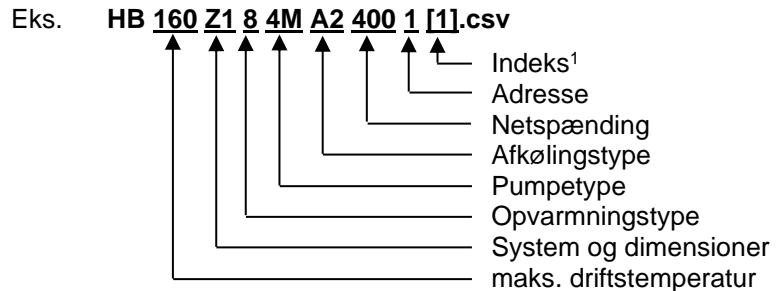 Eks. HB 160 Z1 8 4M A2 400 1 [1].csv
Indeks¹
Adresse
Netspænding
Afkølingstype
Pumpetype
Opvarmningstype
System og dimensioner
maks. driftstemperatur